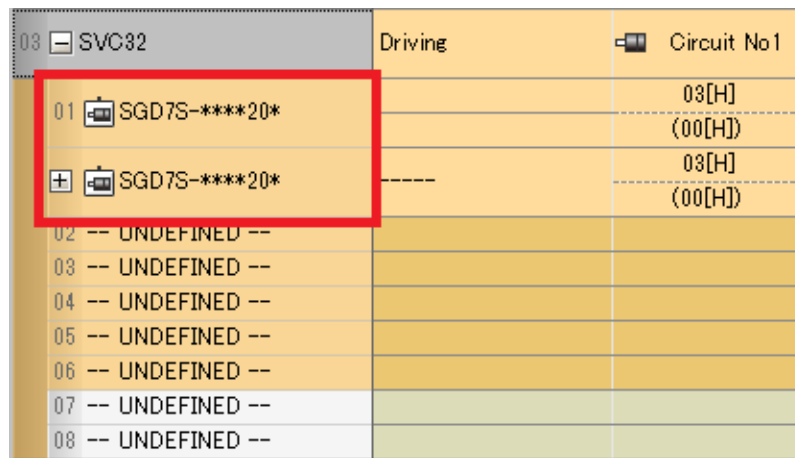 03 SVC32 Driving Circuit No1
01 SGD7S-****20* 03[H]
(00[H])
SGD7S-****20* ----- 03[H]
(00[H])
02 -- UNDEFINED --
03 -- UNDEFINED --
04 -- UNDEFINED --
05 -- UNDEFINED --
06 -- UNDEFINED --
07 -- UNDEFINED --
08 -- UNDEFINED --